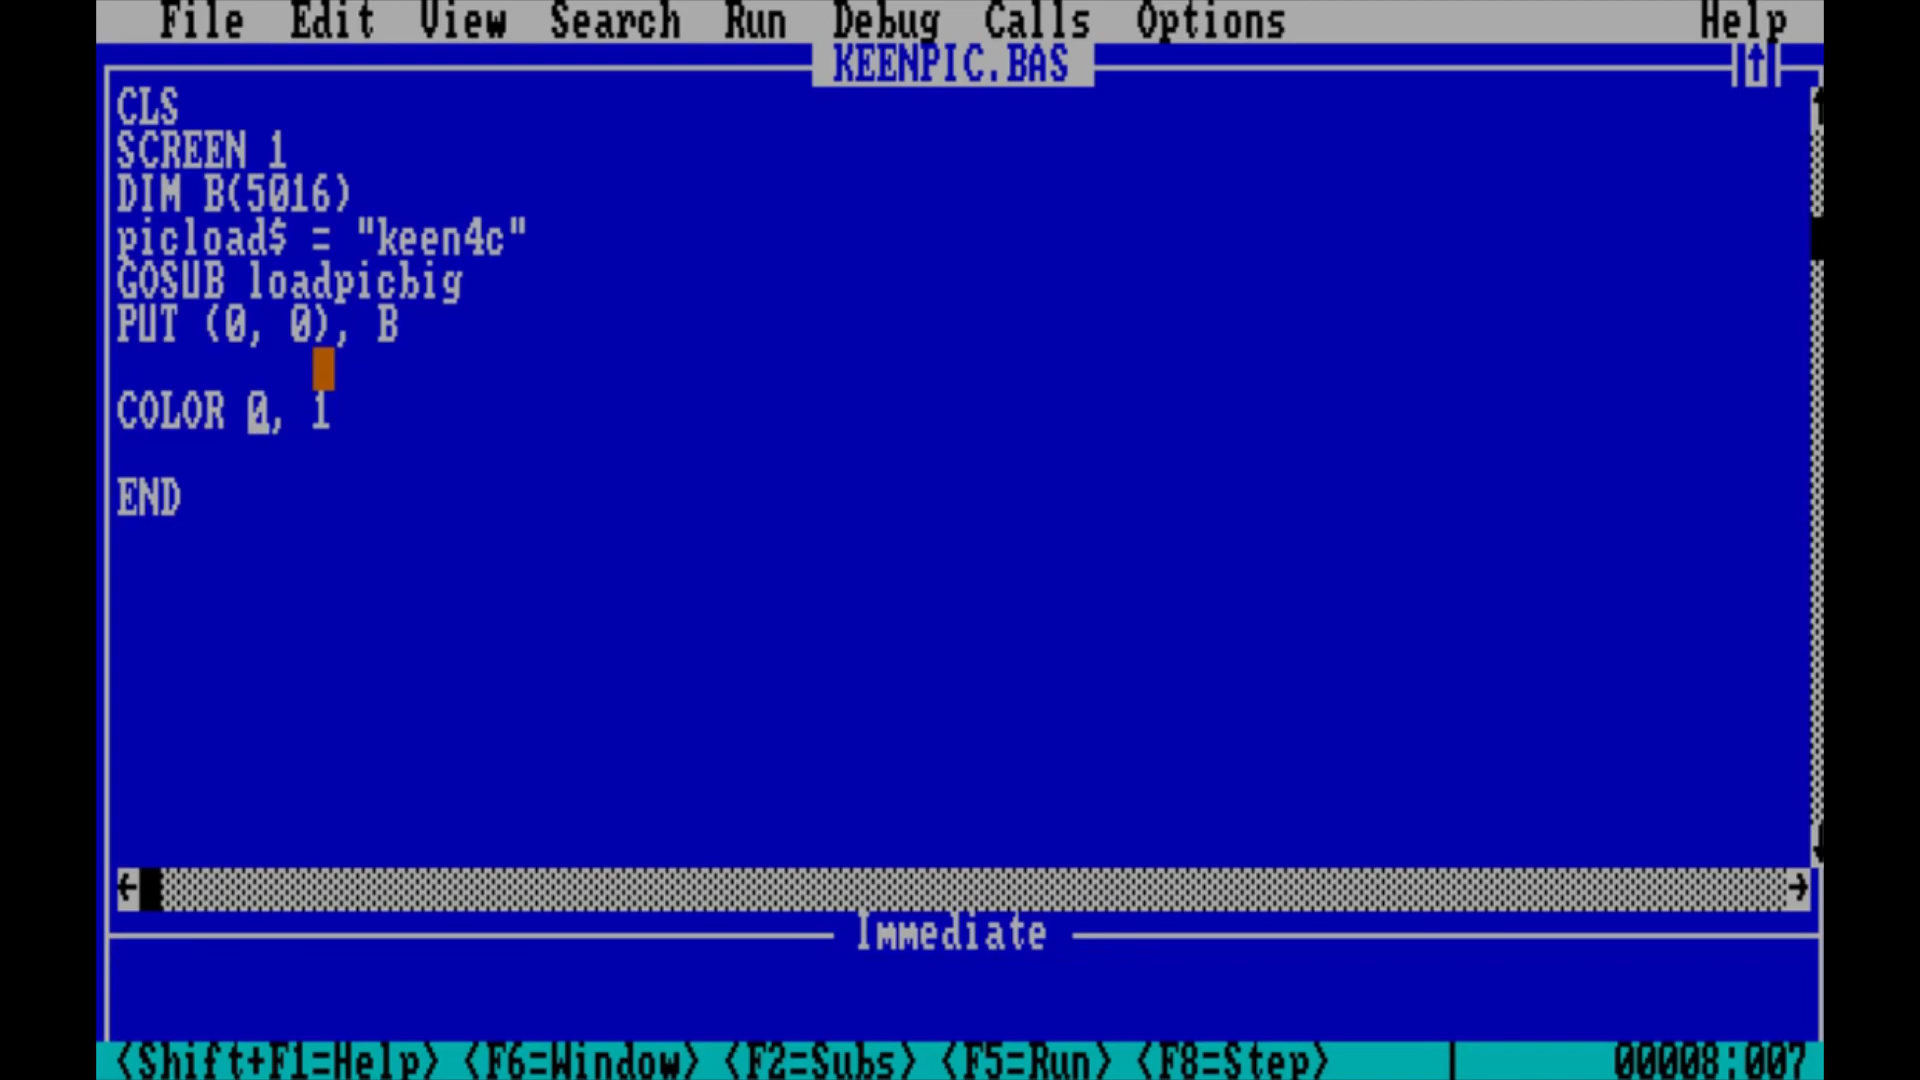 File Edit View Search Run Debug Calls Options Help
KEENPIC.BAS
CLS
SCREEN 1
DIM B(5016)
picload$ = "keen4c"
GOSUB loadpicbig
PUT (0, 0), B
COLOR 0, 1
END
Immediate
<Shift+F1=Help> <F6=Window> <F2=Subs> <F5=Run> <F8=Step> 00008:007